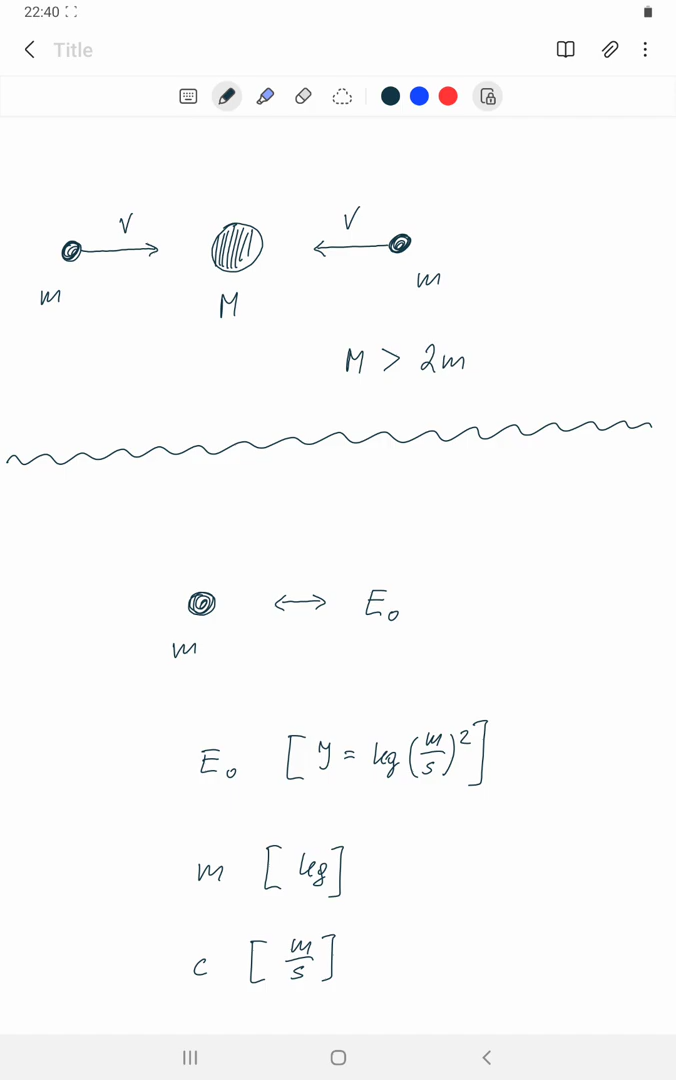 22:40
Title
V V
m M m
M > 2m
↔ E₀
m
E₀ [J = kg(m/s)²]
m [kg]
c [m/s]